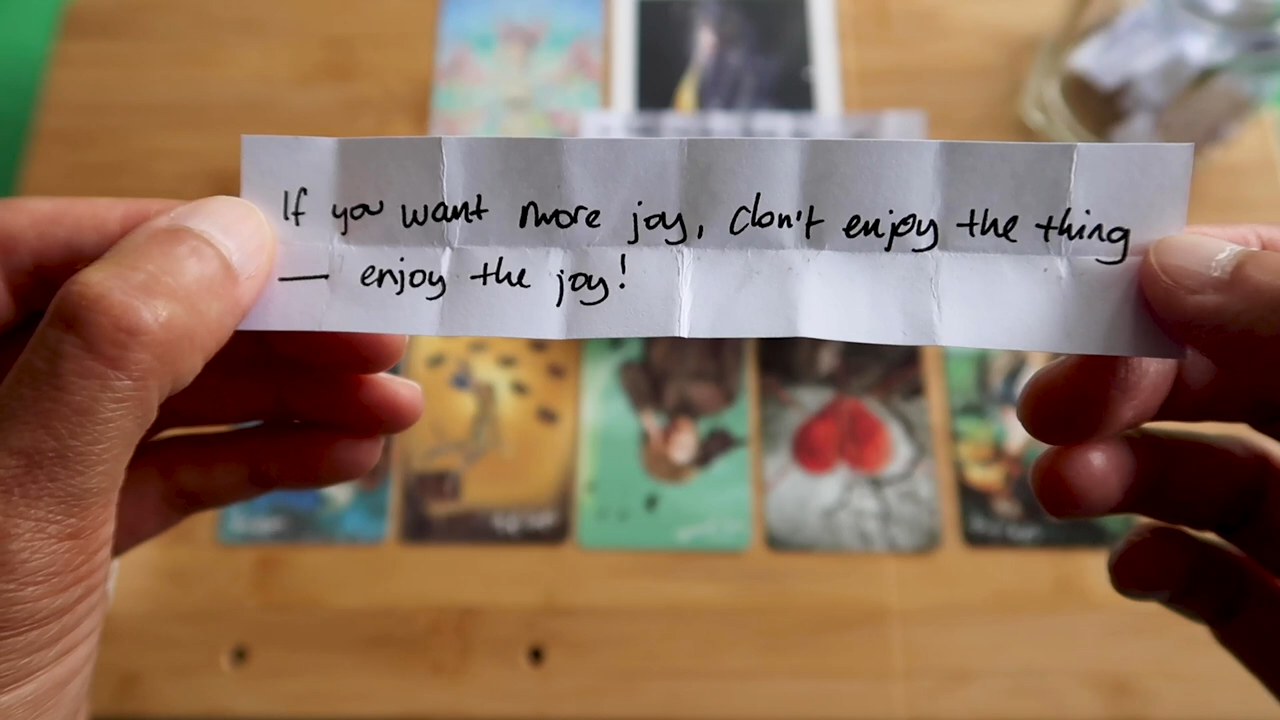 If you want more joy, don't enjoy the thing
— enjoy the joy!